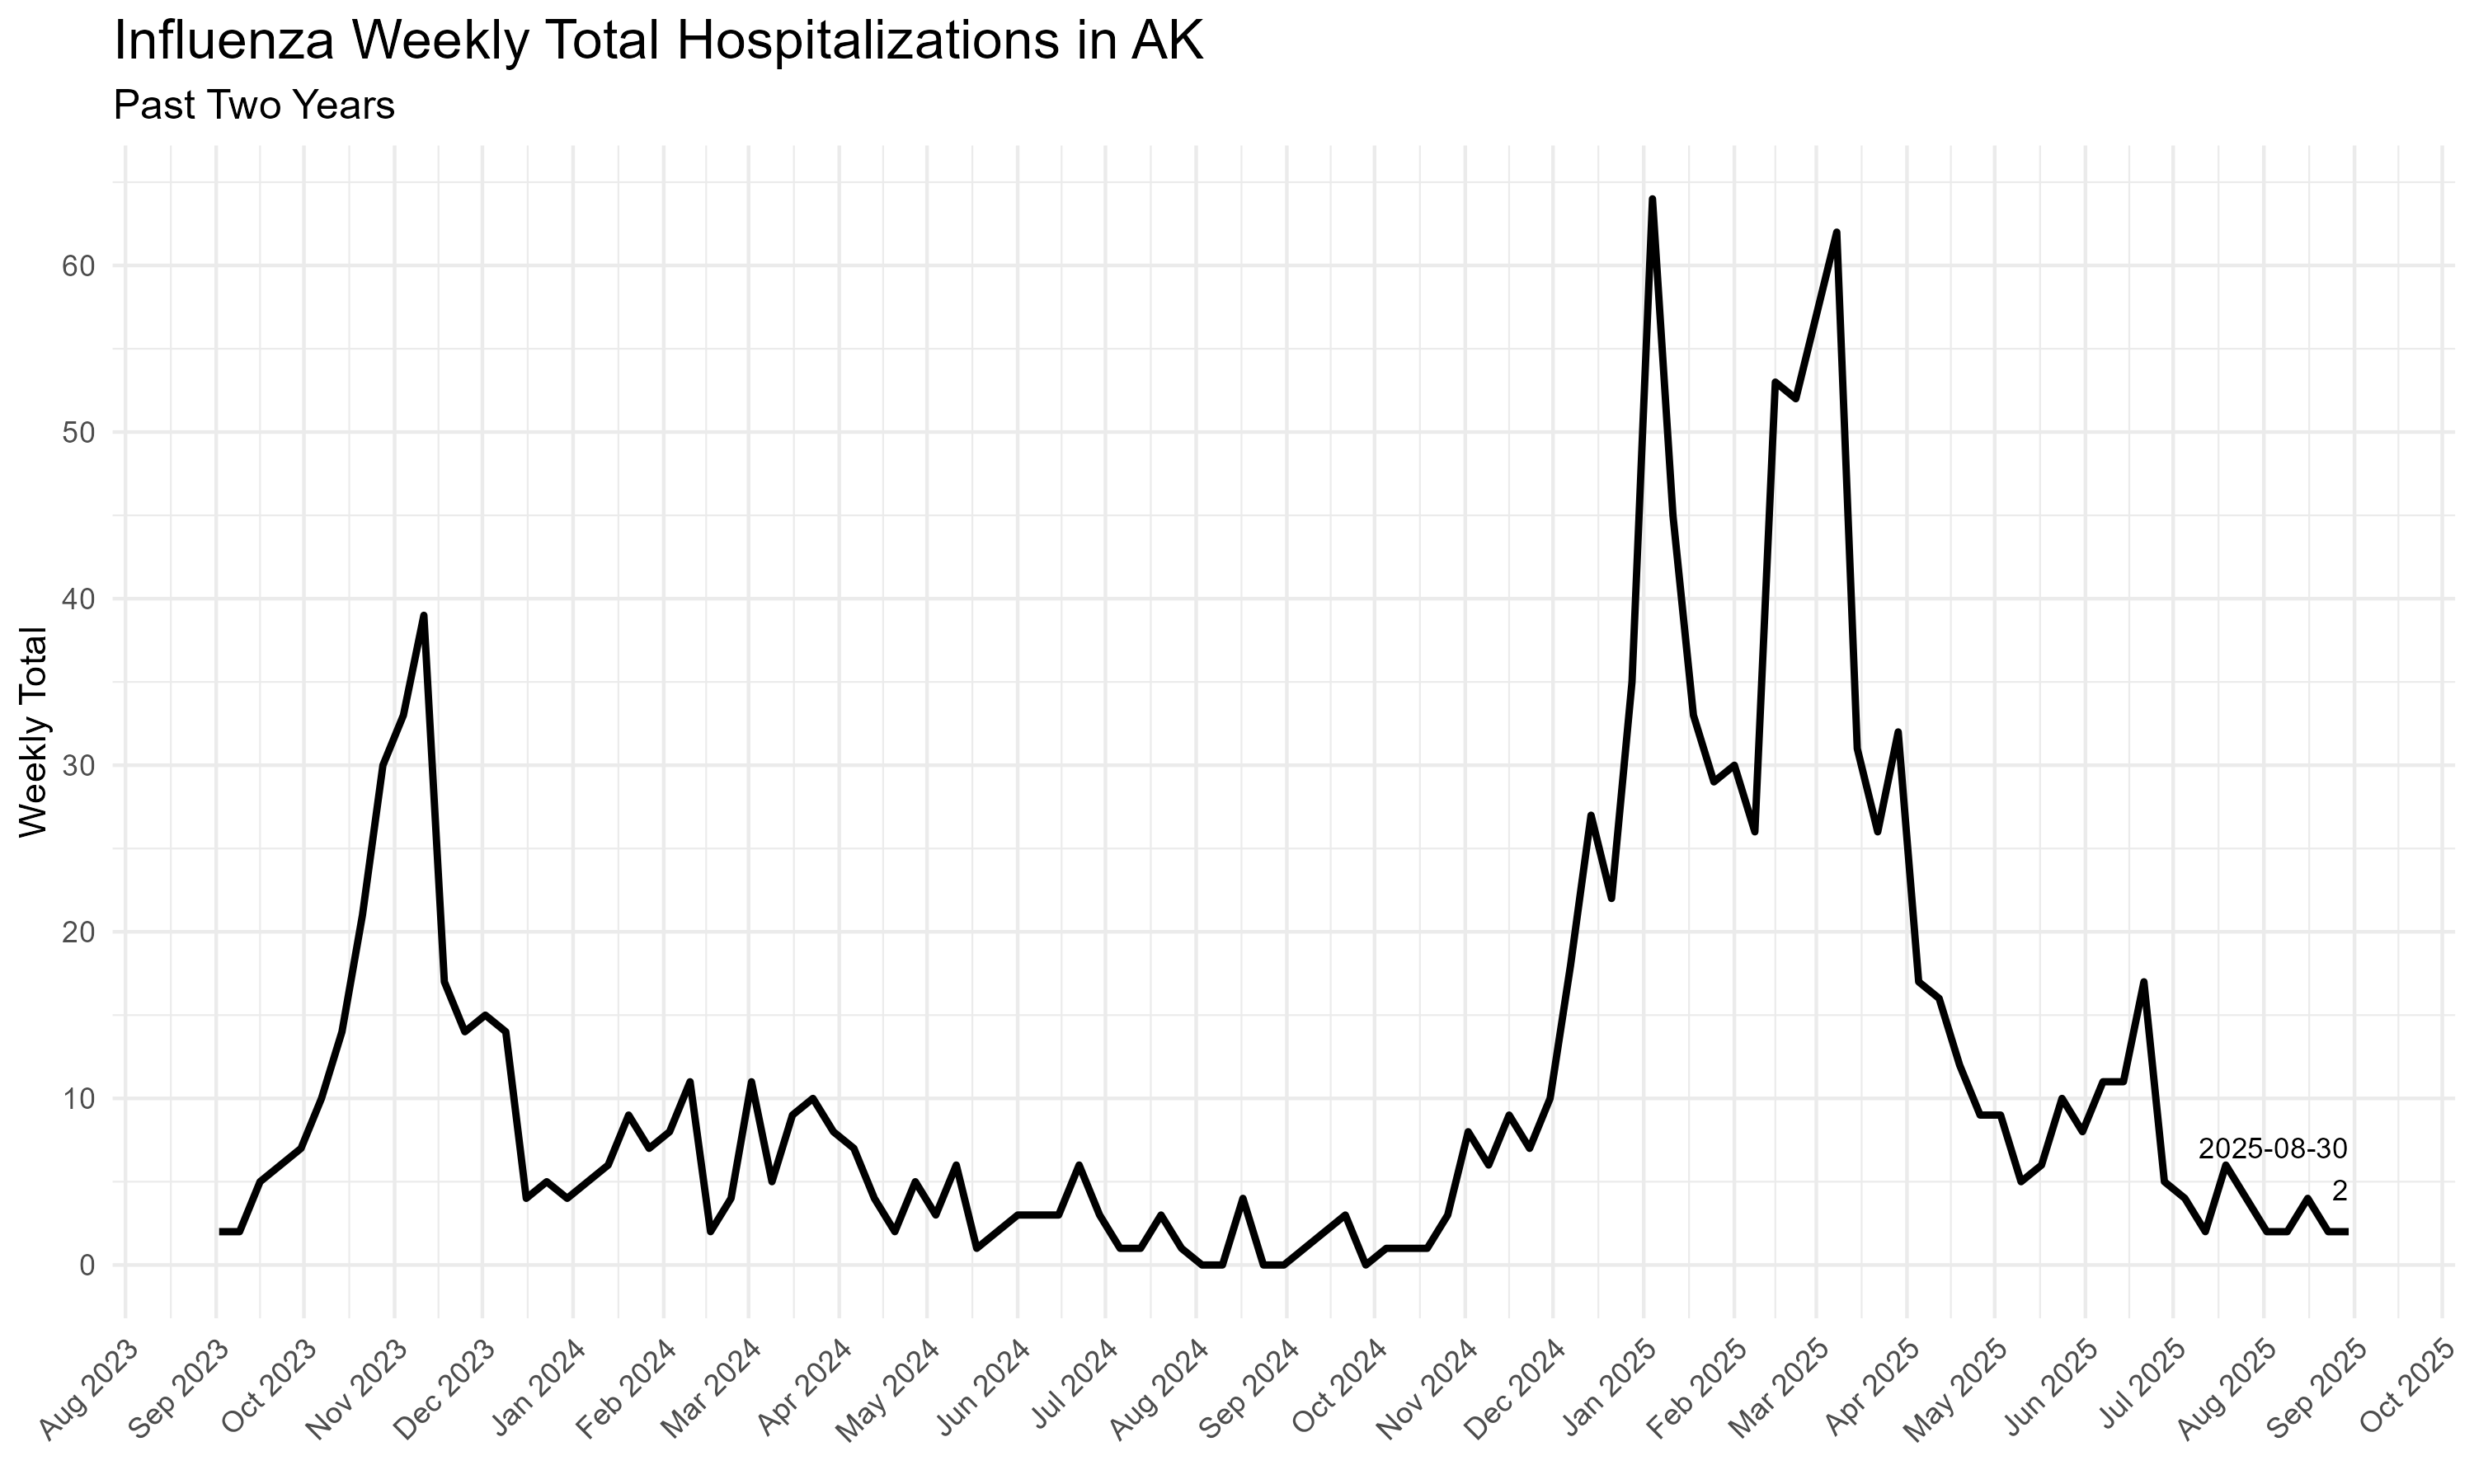 Influenza Weekly Total Hospitalizations in AK
Past Two Years
Weekly Total
60
50
40
30
20
10
0
2025-08-30
2
Aug 2023
Sep 2023
Oct 2023
Nov 2023
Dec 2023
Jan 2024
Feb 2024
Mar 2024
Apr 2024
May 2024
Jun 2024
Jul 2024
Aug 2024
Sep 2024
Oct 2024
Nov 2024
Dec 2024
Jan 2025
Feb 2025
Mar 2025
Apr 2025
May 2025
Jun 2025
Jul 2025
Aug 2025
Sep 2025
Oct 2025